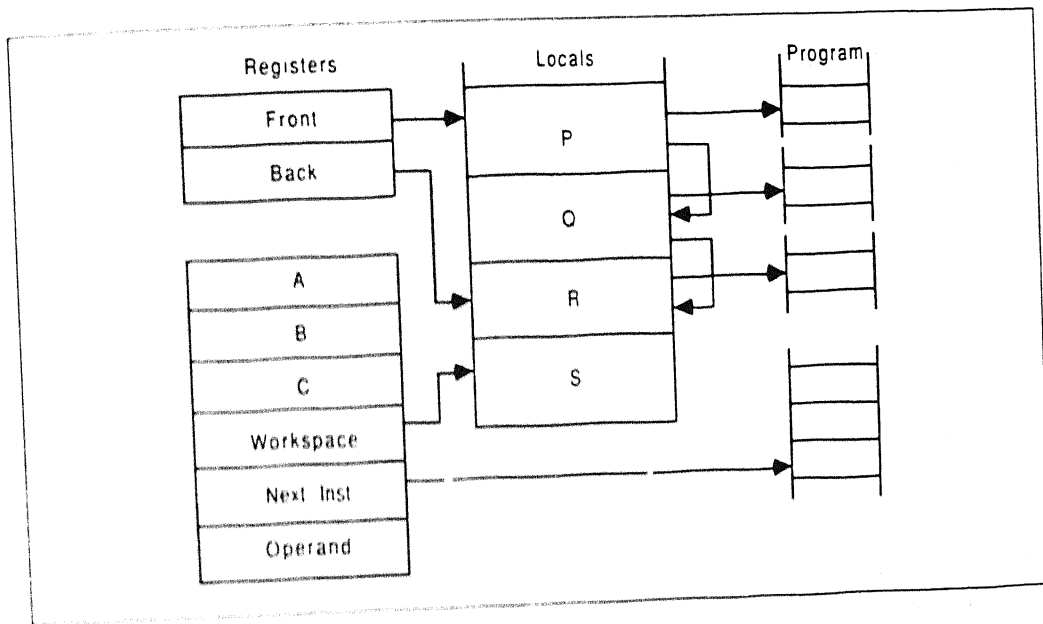 Registers
Locals
Program
Front
Back
P
Q
R
S
A
B
C
Workspace
Next Inst
Operand